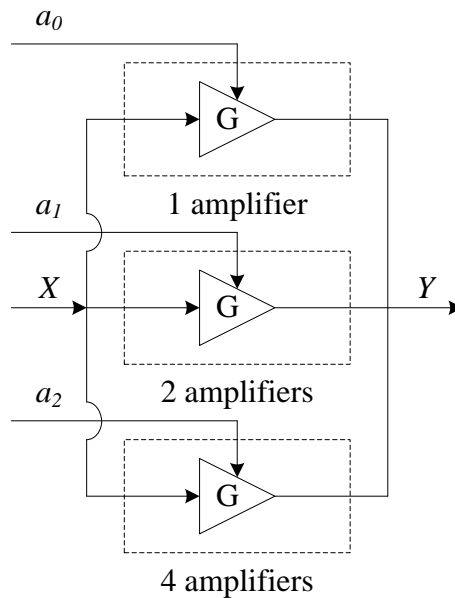 a0
G
1 amplifier
a1
X
G
Y
2 amplifiers
a2
G
4 amplifiers